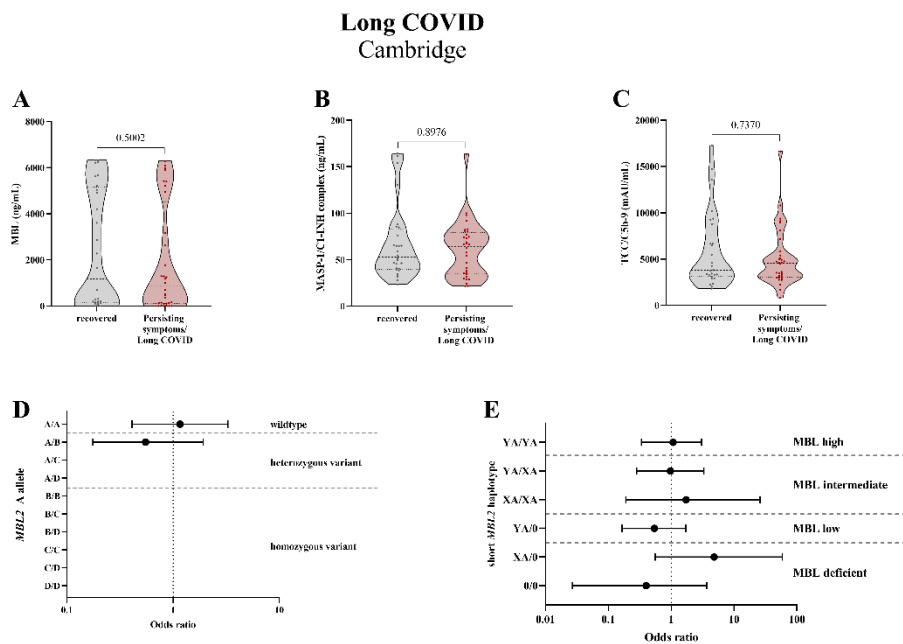 Long COVID
Cambridge
A
0.5002
MBL (ng/mL)
6000
4000
2000
0
recovered
Persisting
symptoms/
Long COVID
B
0.8976
MASP-1/C1-INH complex (ng/mL)
200
150
100
50
0
recovered
Persisting
symptoms/
Long COVID
C
0.7370
TCC/C5b-9 (mAU/mL)
20000
15000
10000
5000
0
recovered
Persisting
symptoms/
Long COVID
D
MBL2 A allele
A/A
wildtype
A/B
A/C
heterozygous variant
A/D
B/B
B/C
B/D
homozygous variant
C/C
C/D
D/D
0.1
1
10
Odds ratio
E
short MBL2 haplotype
YA/YA
MBL high
YA/XA
MBL intermediate
XA/XA
YA/0
MBL low
XA/0
MBL deficient
0/0
0.01
0.1
1
10
100
Odds ratio